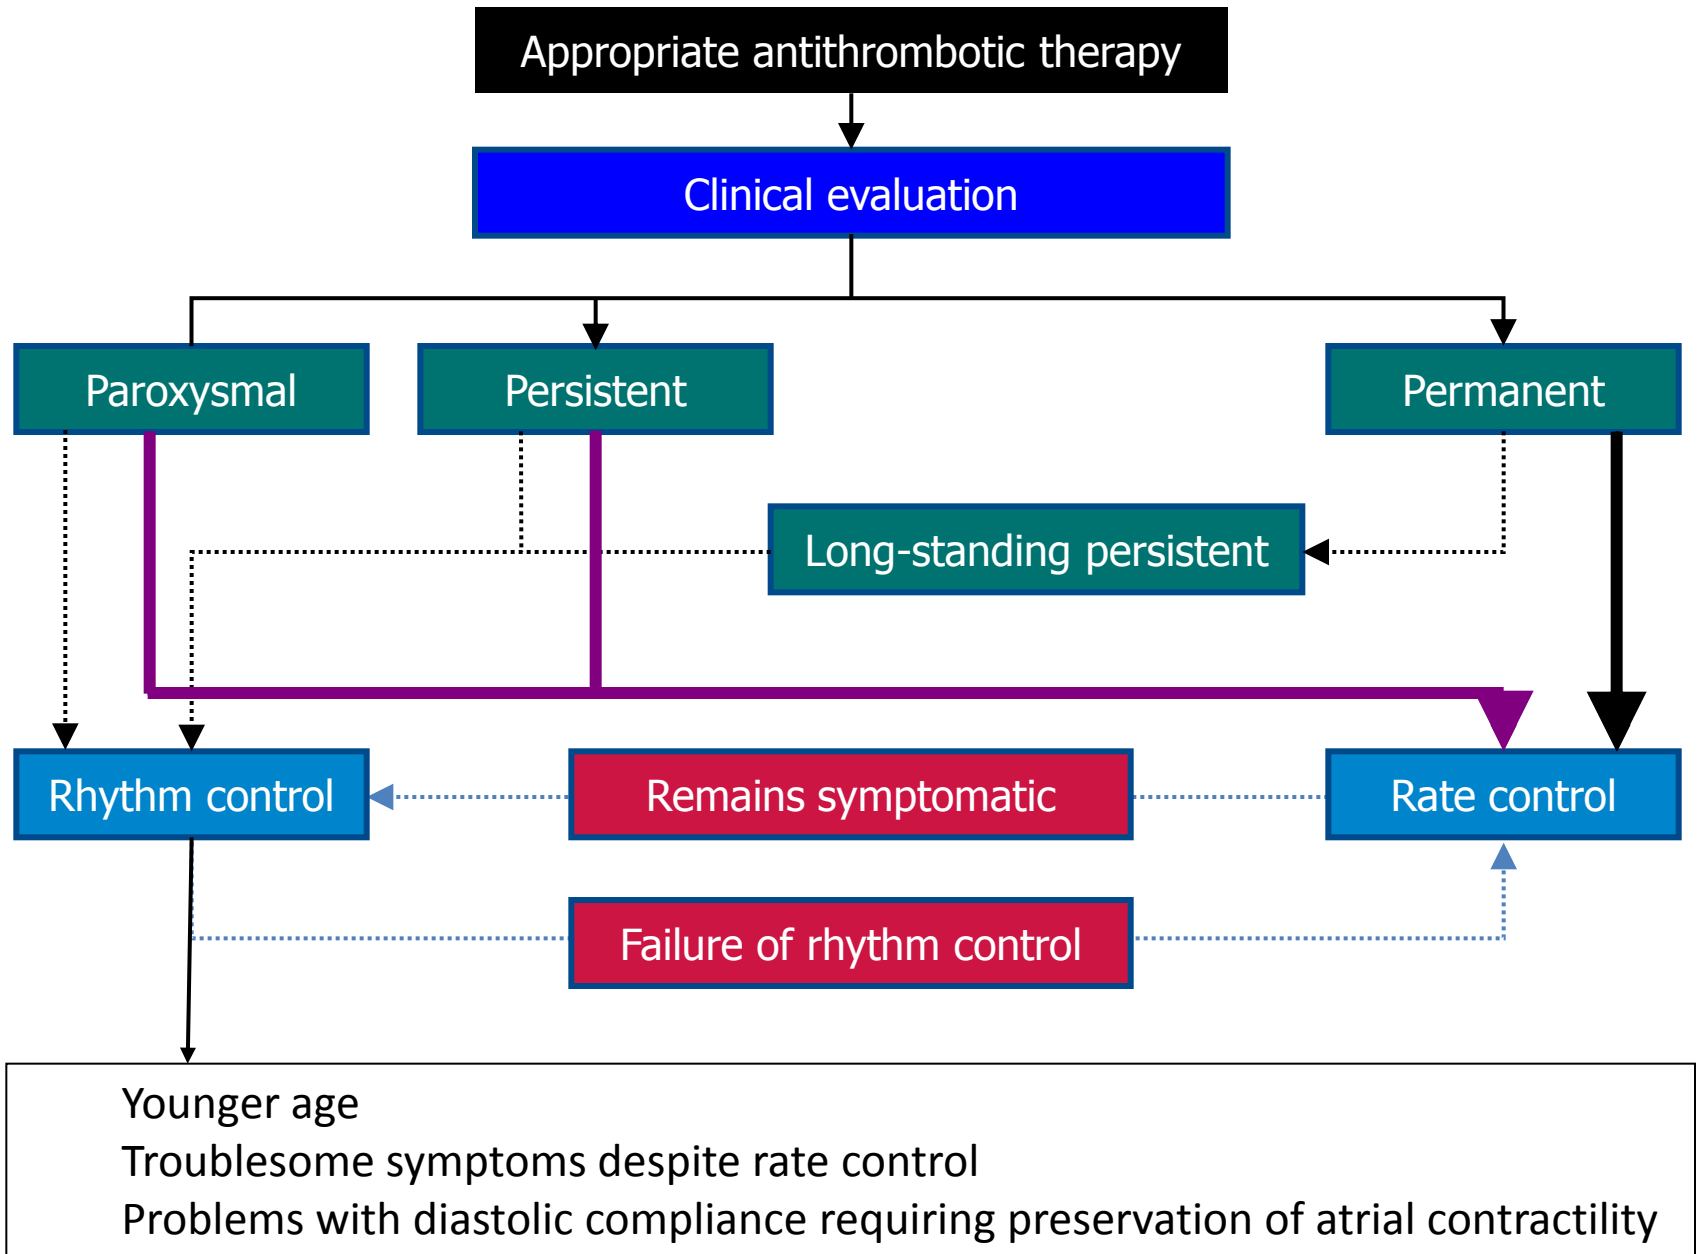 Appropriate antithrombotic therapy
Clinical evaluation
Paroxysmal
Persistent
Permanent
Long-standing persistent
Rhythm control
Remains symptomatic
Rate control
Failure of rhythm control
Younger age
Troublesome symptoms despite rate control
Problems with diastolic compliance requiring preservation of atrial contractility